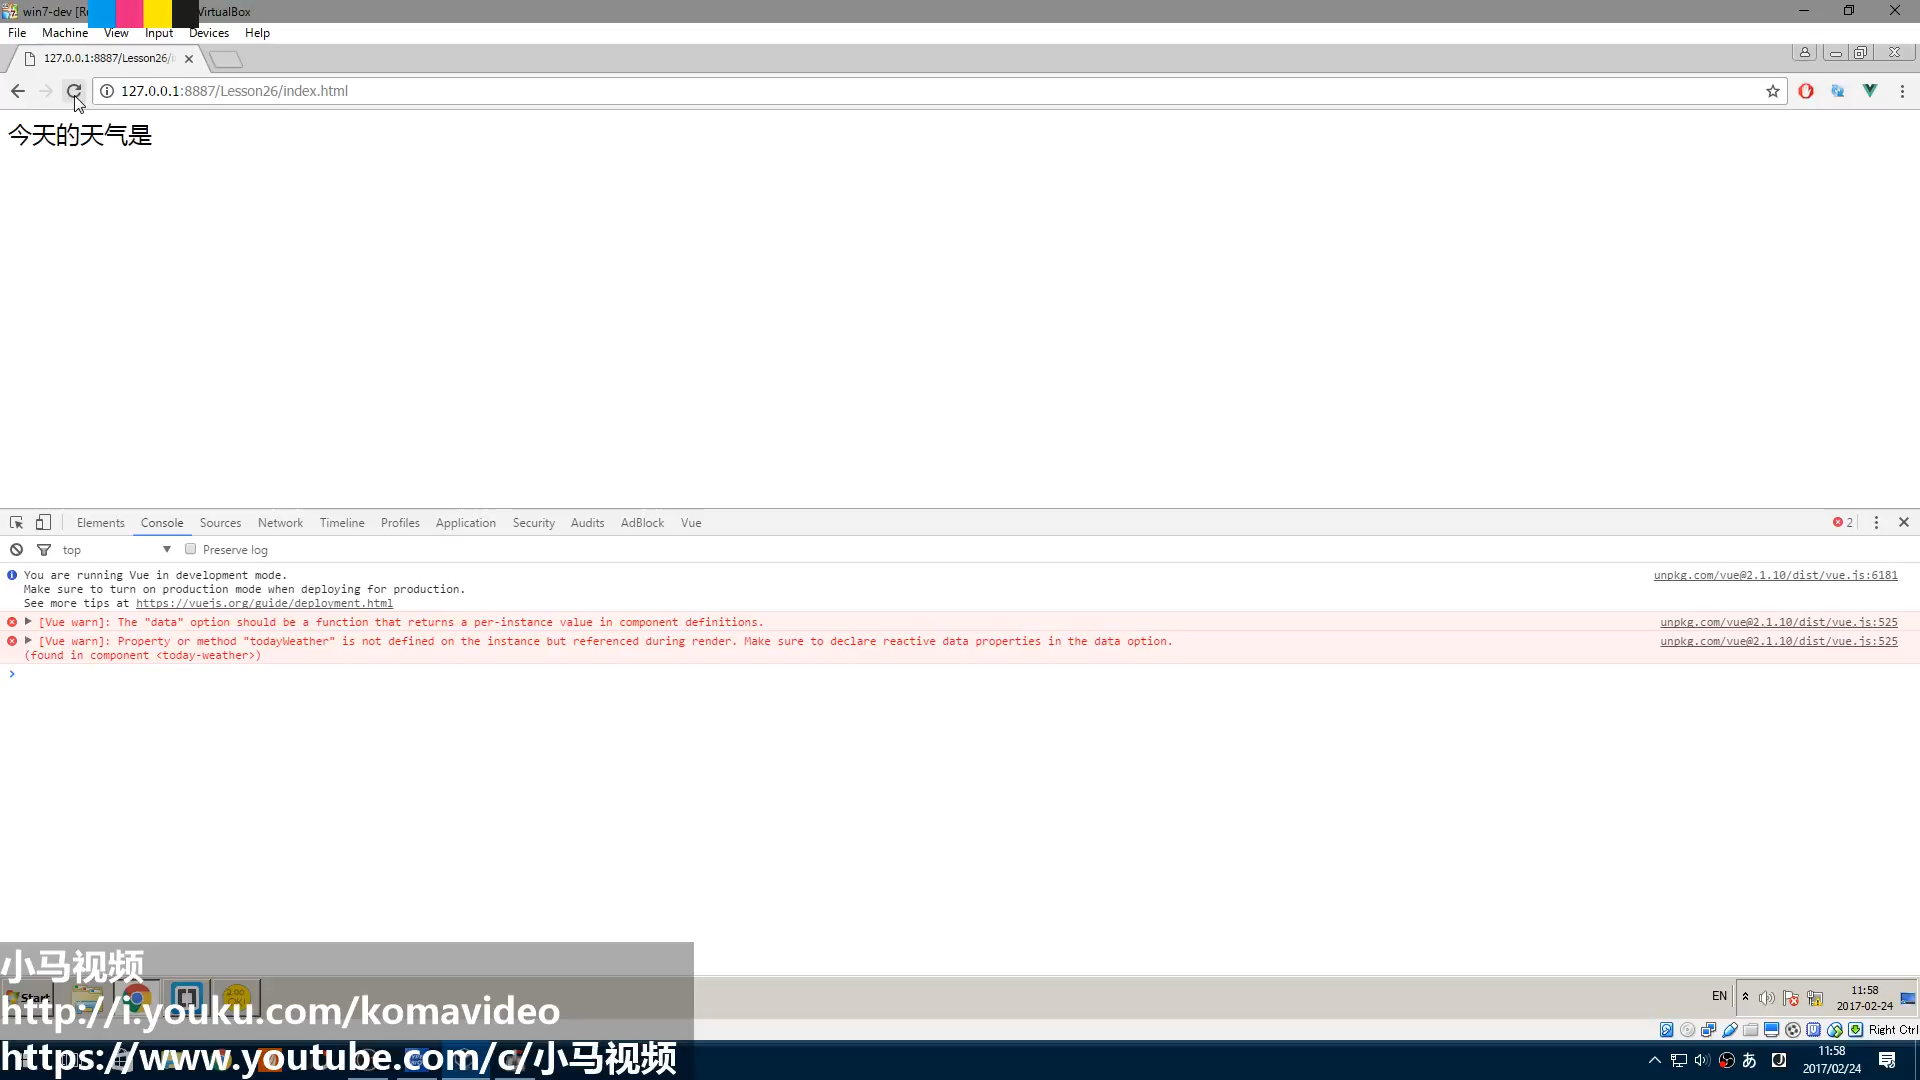 win7-dev [R
VirtualBox
File Machine View Input Devices Help
127.0.0.1:8887/Lesson26/i
127.0.0.1:8887/Lesson26/index.html
今天的天气是
Elements Console Sources Network Timeline Profiles Application Security Audits AdBlock Vue
2
top
Preserve log
You are running Vue in development mode.
unpkg.com/vue@2.1.10/dist/vue.js:6181
Make sure to turn on production mode when deploying for production.
See more tips at https://vuejs.org/guide/deployment.html
[Vue warn]: The "data" option should be a function that returns a per-instance value in component definitions.
unpkg.com/vue@2.1.10/dist/vue.js:525
[Vue warn]: Property or method "todayWeather" is not defined on the instance but referenced during render. Make sure to declare reactive data properties in the data option.
unpkg.com/vue@2.1.10/dist/vue.js:525
(found in component <today-weather>)
小马视频
Start
EN
11:58
2017-02-24
http://i.youku.com/komavideo
Right Ctrl
https://www.youtube.com/c/小马视频
あ
11:58
2017/02/24